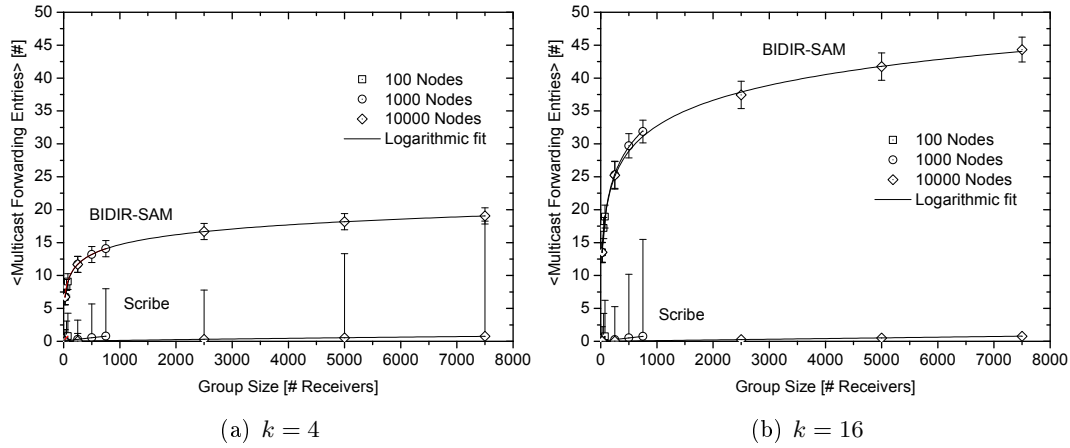 <Multicast Forwarding Entries> [#]
50
45
40
35
30
25
20
15
10
5
0
BIDIR-SAM
Scribe
100 Nodes
1000 Nodes
10000 Nodes
Logarithmic fit
0 1000 2000 3000 4000 5000 6000 7000 8000
Group Size [# Receivers]
(a) k = 4
<Multicast Forwarding Entries> [#]
50
45
40
35
30
25
20
15
10
5
0
BIDIR-SAM
100 Nodes
1000 Nodes
10000 Nodes
Logarithmic fit
Scribe
0 1000 2000 3000 4000 5000 6000 7000 8000
Group Size [# Receivers]
(b) k = 16